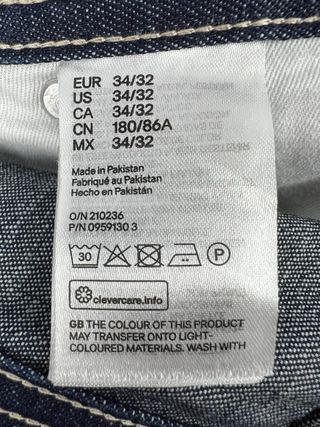 EUR 34/32
US 34/32
CA 34/32
CN 180/86A
MX 34/32
Made in Pakistan
Fabriqué au Pakistan
Hecho en Pakistán
O/N 210236
P/N 0959130 3
30 P
clevercare.info
GB THE COLOUR OF THIS PRODUCT
MAY TRANSFER ONTO LIGHT-
COLOURED MATERIALS. WASH WITH